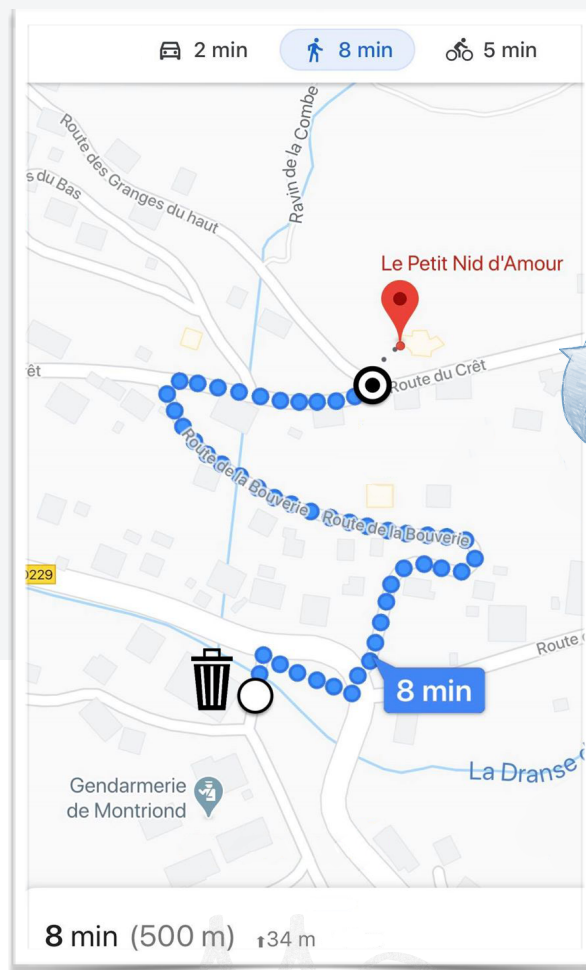 2 min
8 min
5 min
Route des Granges du haut
Ravin de la Combe
s du Bas
Le Petit Nid d'Amour
Route du Crêt
êt
Route de la Bouverie
Route de la Bouverie
D229
Route
8 min
La Dranse d
Gendarmerie
de Montriond
8 min (500 m) 34 m